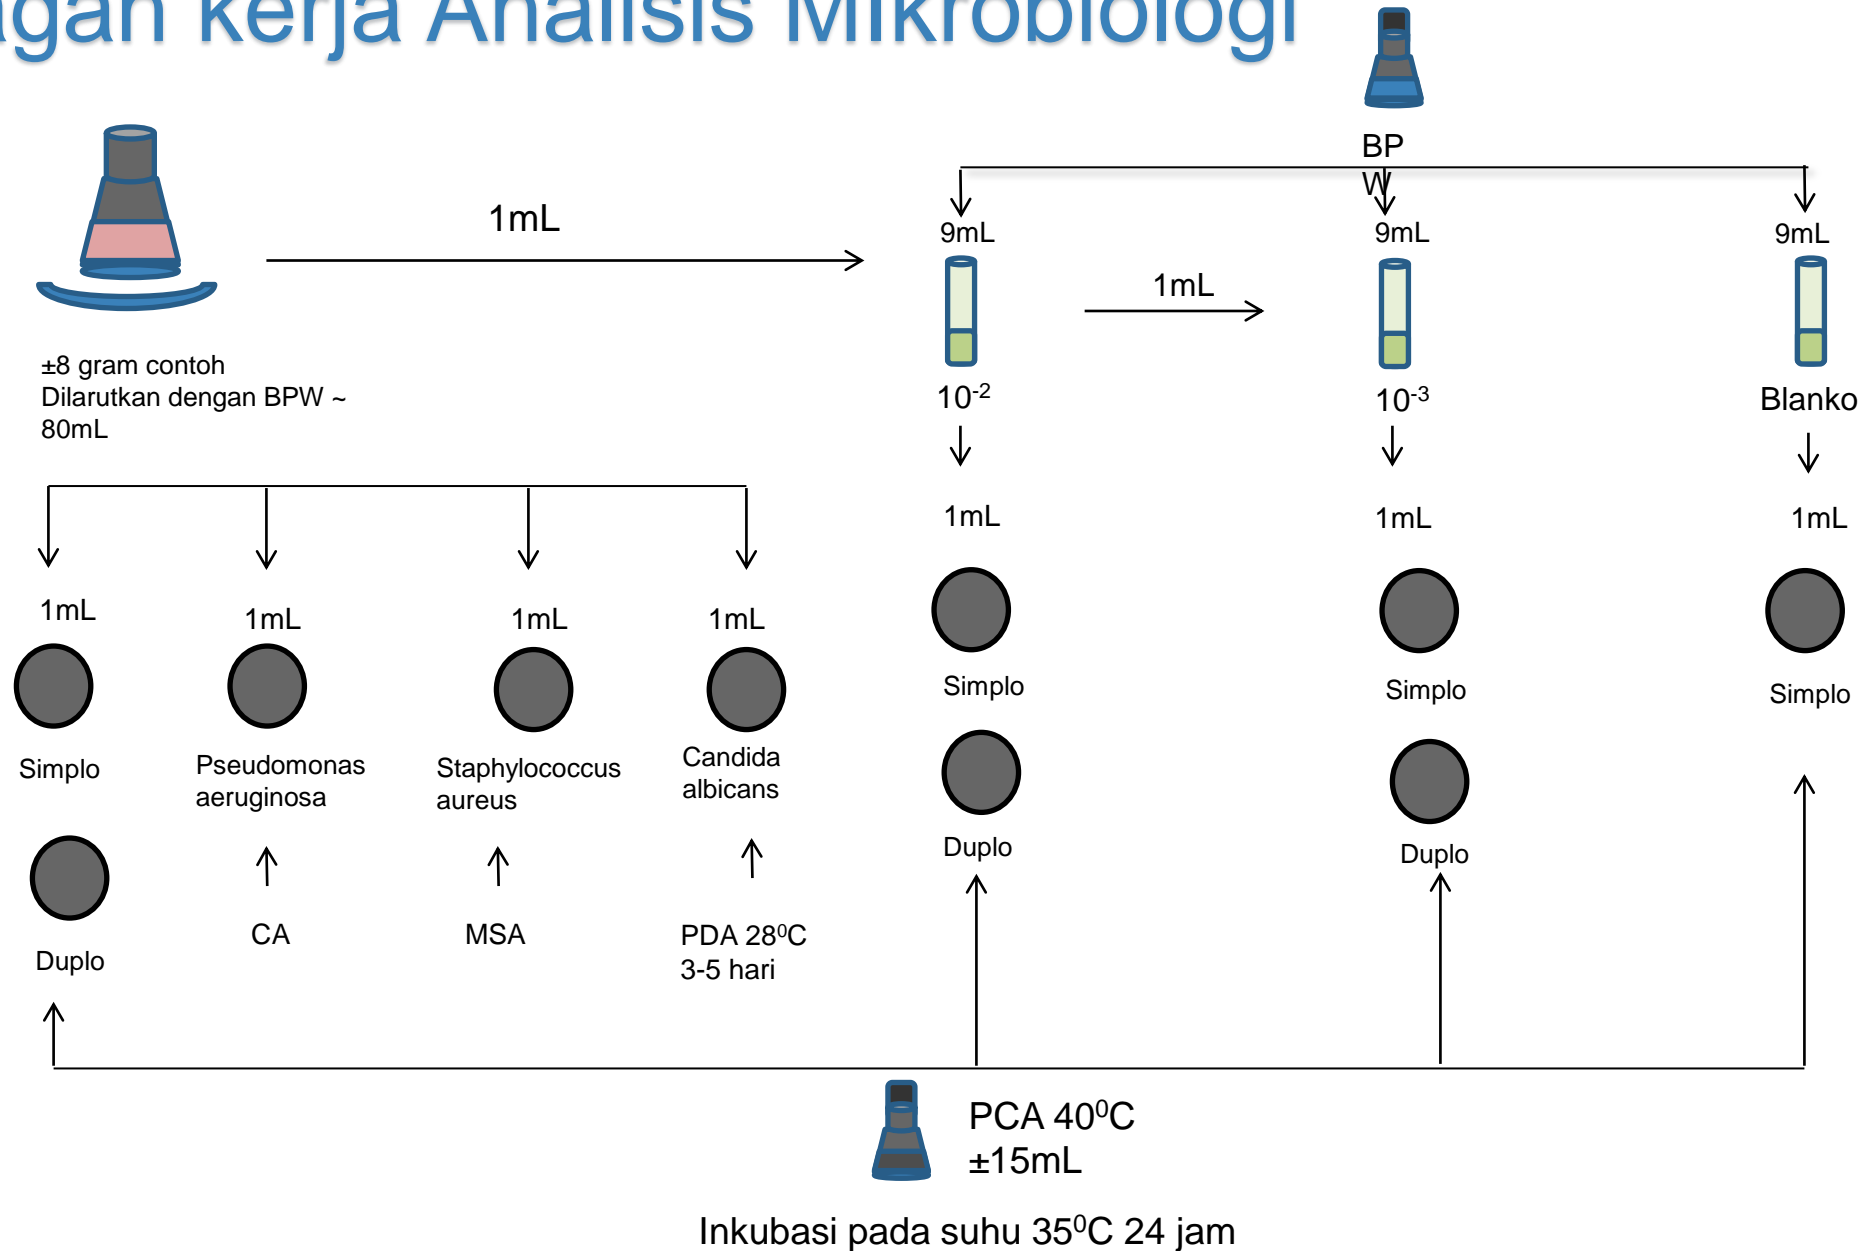 agan kerja Analisis Mikrobiologi
BP
W
1mL
9mL
9mL
9mL
1mL
±8 gram contoh
Dilarutkan dengan BPW ~
80mL
10⁻²
10⁻³
Blanko
1mL
1mL
1mL
1mL
1mL
1mL
1mL
Simplo
Simplo
Simplo
Simplo
Pseudomonas
aeruginosa
Staphylococcus
aureus
Candida
albicans
Duplo
Duplo
Duplo
CA
MSA
PDA 28⁰C
3-5 hari
PCA 40⁰C
±15mL
Inkubasi pada suhu 35⁰C 24 jam